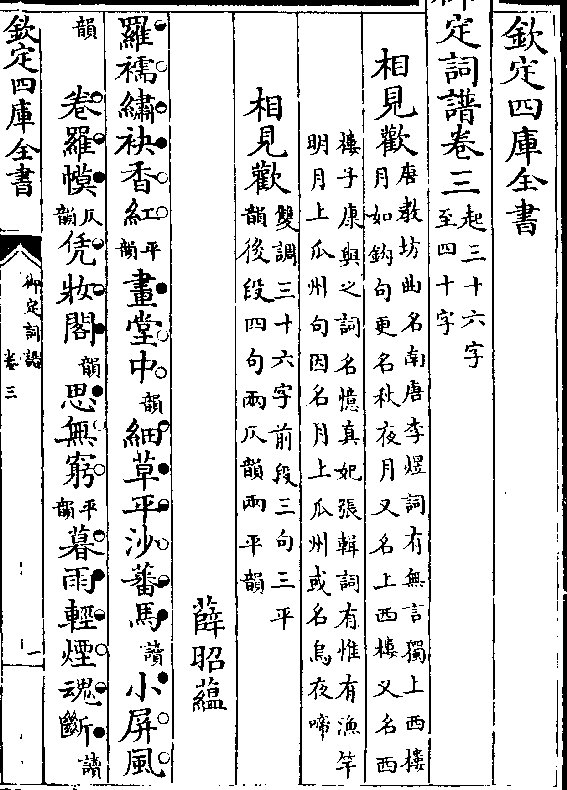 欽定四庫全書
御定詞譜卷三
起三十六字
至四十字
相見歡
唐教坊曲名南唐李煜詞有無言獨上西樓
月如鈎句更名秋夜月又名上西樓又名西
樓子康與之詞名憶真妃張輯詞有惟有漁竿
明月上瓜州句因名月上瓜州或名烏夜啼
相見歡
雙調三十六字前段三句三平
韻後段四句兩仄韻兩平韻
薛昭蘊
羅襦繡袂香紅平韻畫堂中韻細草平沙蕃馬讀小屏風
韻 卷羅幙仄韻凭妝閣韻思無窮平韻暮雨輕煙魂斷讀
欽定四庫全書
御定詞譜
卷三
一